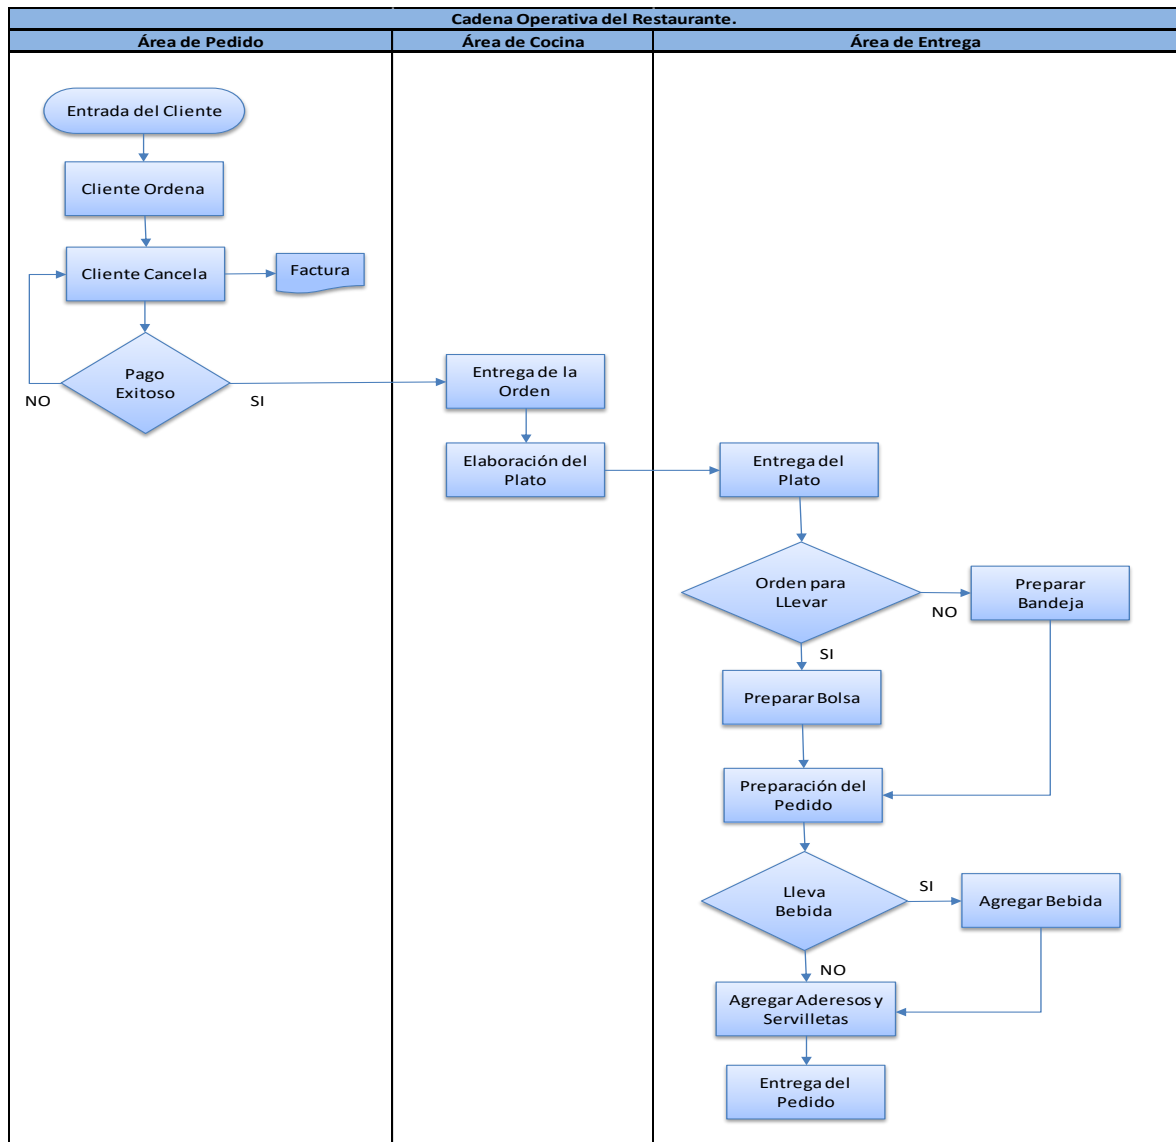 Cadena Operativa del Restaurante.
Área de Pedido
Área de Cocina
Área de Entrega
Entrada del Cliente
Cliente Ordena
Cliente Cancela
Factura
Pago
Exitoso
NO
SI
Entrega de la
Orden
Elaboración del
Plato
Entrega del
Plato
Orden para
LLevar
NO
Preparar
Bandeja
SI
Preparar Bolsa
Preparación del
Pedido
Lleva
Bebida
SI
Agregar Bebida
NO
Agregar Aderesos y
Servilletas
Entrega del
Pedido